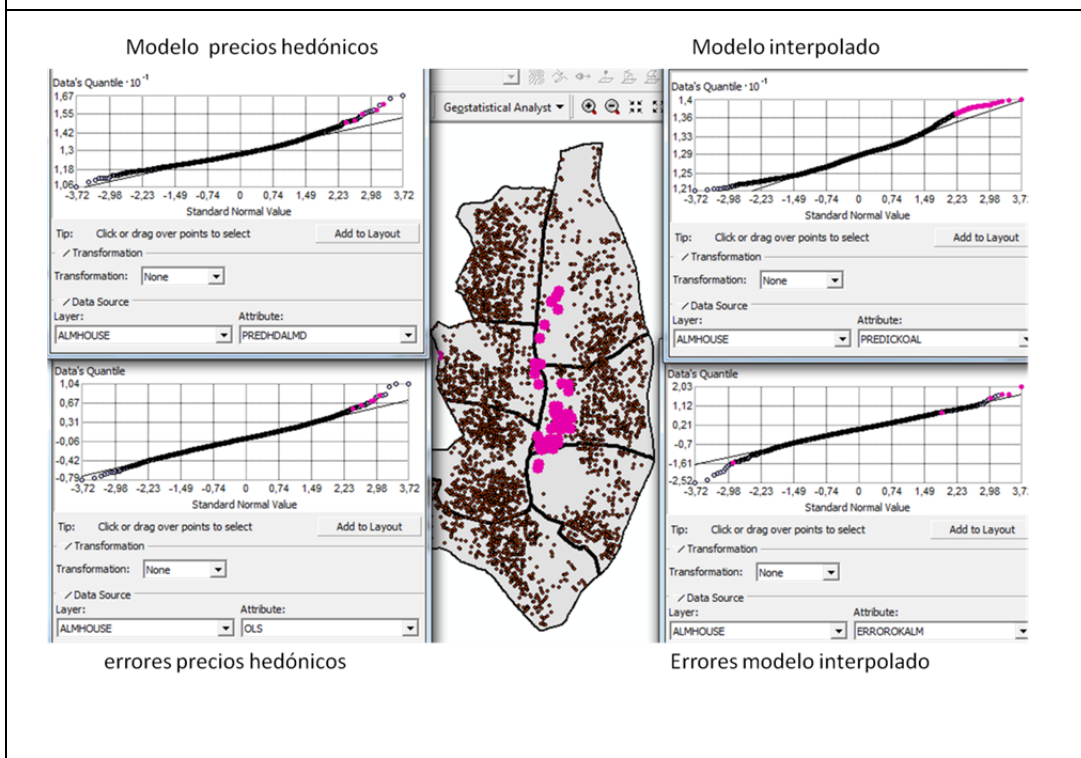 Modelo precios hedónicos
Modelo interpolado
Data's Quantile · 10 -1
1,67
1,55
1,42
1,3
1,18
1,06
-3,72 -2,98 -2,23 -1,49 -0,74 0 0,74 1,49 2,23 2,98 3,72
Standard Normal Value
Tip: Click or drag over points to select Add to Layout
Transformation
Transformation: None
Data Source
Layer: Attribute:
ALMHOUSE PREDHDALMD
Geostatistical Analyst
Data's Quantile · 10 -1
1,4
1,36
1,33
1,29
1,25
1,21
-3,72 -2,98 -2,23 -1,49 -0,74 0 0,74 1,49 2,23 2,98 3,7
Standard Normal Value
Tip: Click or drag over points to select Add to Layout
Transformation
Transformation: None
Data Source
Layer: Attribute:
ALMHOUSE PREDICKOAL
Data's Quantile
1,04
0,67
0,31
-0,06
-0,42
-0,79
-3,72 -2,98 -2,23 -1,49 -0,74 0 0,74 1,49 2,23 2,98 3,72
Standard Normal Value
Tip: Click or drag over points to select Add to Layout
Transformation
Transformation: None
Data Source
Layer: Attribute:
ALMHOUSE OLS
Data's Quantile
2,03
1,12
0,21
-0,7
-1,61
-2,52
-3,72 -2,98 -2,23 -1,49 -0,74 0 0,74 1,49 2,23 2,98 3,7
Standard Normal Value
Tip: Click or drag over points to select Add to Layout
Transformation
Transformation: None
Data Source
Layer: Attribute:
ALMHOUSE ERROROKALM
errores precios hedónicos
Errores modelo interpolado